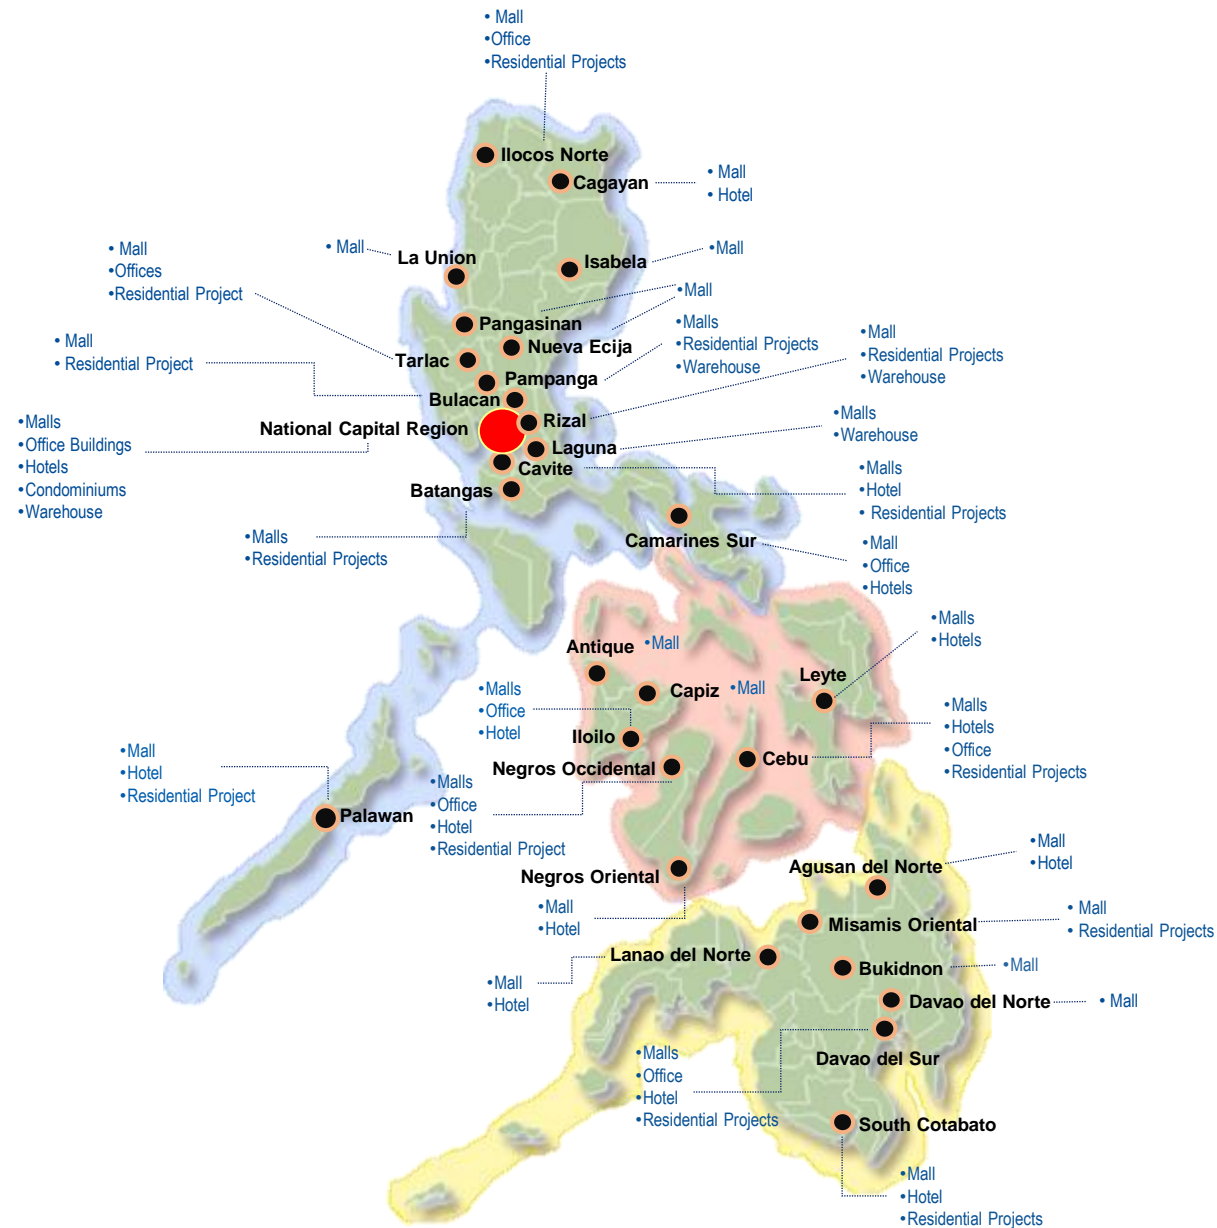 • Mall
•Office
•Residential Projects
Ilocos Norte
Cagayan
• Mall
• Hotel
• Mall
La Union
Isabela
•Mall
• Mall
•Offices
•Residential Project
Pangasinan
•Mall
Nueva Ecija
Tarlac
• Mall
• Residential Project
Pampanga
•Malls
•Residential Projects
•Warehouse
Bulacan
Rizal
•Mall
•Residential Projects
•Warehouse
National Capital Region
•Malls
•Office Buildings
•Hotels
•Condominiums
•Warehouse
Laguna
•Malls
•Warehouse
Cavite
•Malls
•Hotel
• Residential Projects
Batangas
•Malls
•Residential Projects
Camarines Sur
•Mall
•Office
•Hotels
Antique
•Mall
Capiz
•Mall
Leyte
•Malls
•Hotels
•Malls
•Office
•Hotel
Iloilo
Cebu
•Malls
•Hotels
•Office
•Residential Projects
Negros Occidental
•Malls
•Office
•Hotel
•Residential Project
•Mall
•Hotel
•Residential Project
Palawan
Negros Oriental
•Mall
•Hotel
Agusan del Norte
•Mall
•Hotel
Misamis Oriental
• Mall
• Residential Projects
Lanao del Norte
•Mall
•Hotel
Bukidnon
•Mall
Davao del Norte
• Mall
Davao del Sur
•Malls
•Office
•Hotel
•Residential Projects
South Cotabato
•Mall
•Hotel
•Residential Projects